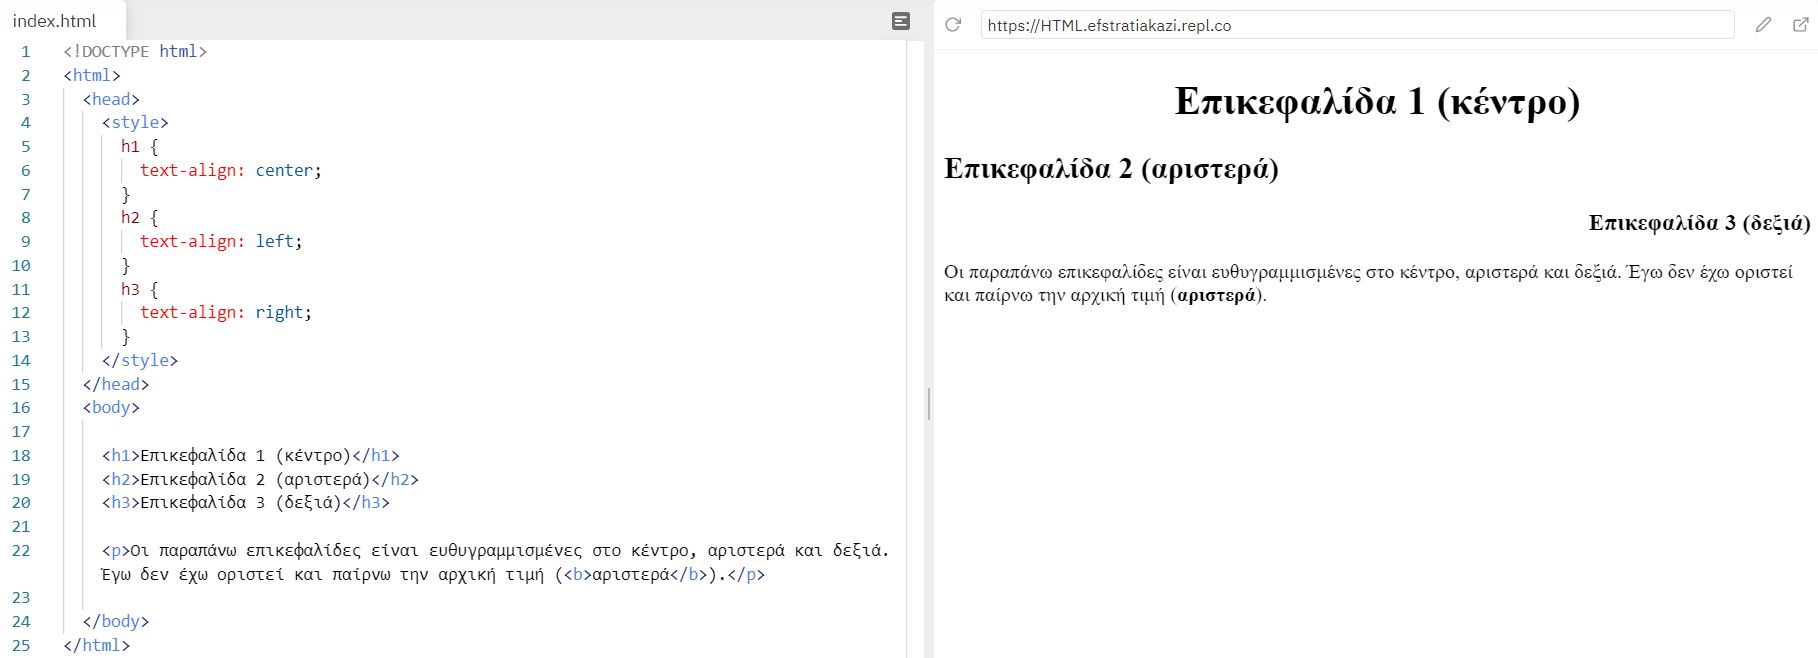 index.html
1 <!DOCTYPE html>
2 <html>
3 <head>
4 <style>
5 h1 {
6 text-align: center;
7 }
8 h2 {
9 text-align: left;
10 }
11 h3 {
12 text-align: right;
13 }
14 </style>
15 </head>
16 <body>
17
18 <h1>Επικεφαλίδα 1 (κέντρο)</h1>
19 <h2>Επικεφαλίδα 2 (αριστερά)</h2>
20 <h3>Επικεφαλίδα 3 (δεξιά)</h3>
21
22 <p>Οι παραπάνω επικεφαλίδες είναι ευθυγραμμισμένες στο κέντρο, αριστερά και δεξιά.
Έγω δεν έχω οριστεί και παίρνω την αρχική τιμή (<b>αριστερά</b>).</p>
23
24 </body>
25 </html>
https://HTML.efstratiakazi.repl.co
Επικεφαλίδα 1 (κέντρο)
Επικεφαλίδα 2 (αριστερά)
Επικεφαλίδα 3 (δεξιά)
Οι παραπάνω επικεφαλίδες είναι ευθυγραμμισμένες στο κέντρο, αριστερά και δεξιά. Έγω δεν έχω οριστεί
και παίρνω την αρχική τιμή (αριστερά).